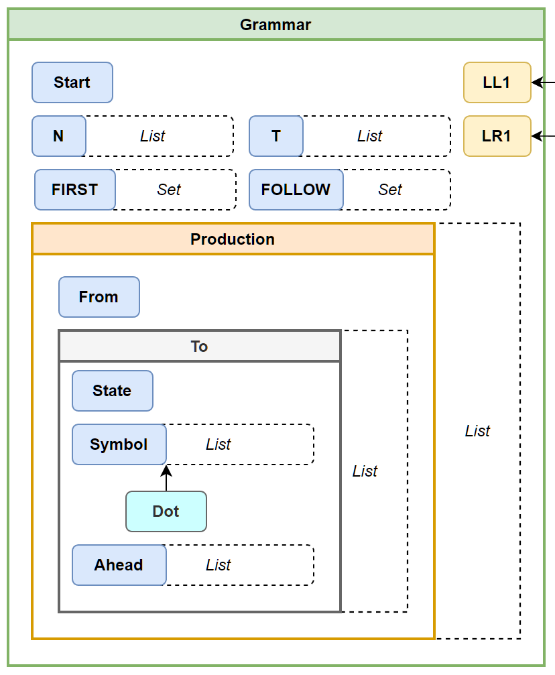 Grammar
Start
LL1
N List
T List
LR1
FIRST Set
FOLLOW Set
Production
From
To
State
Symbol List
List
List
Dot
Ahead List